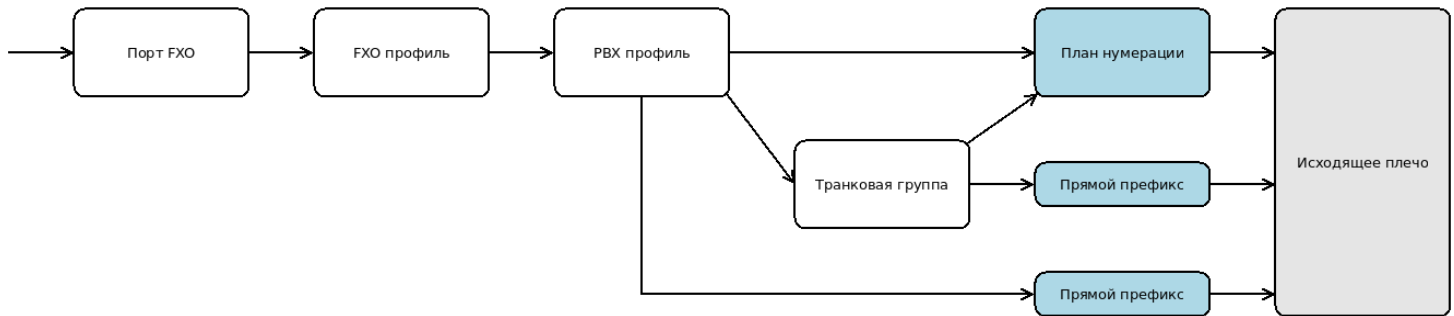 Порт FXO
FXO профиль
PBX профиль
План нумерации
Транковая группа
Прямой префикс
Исходящее плечо
Прямой префикс